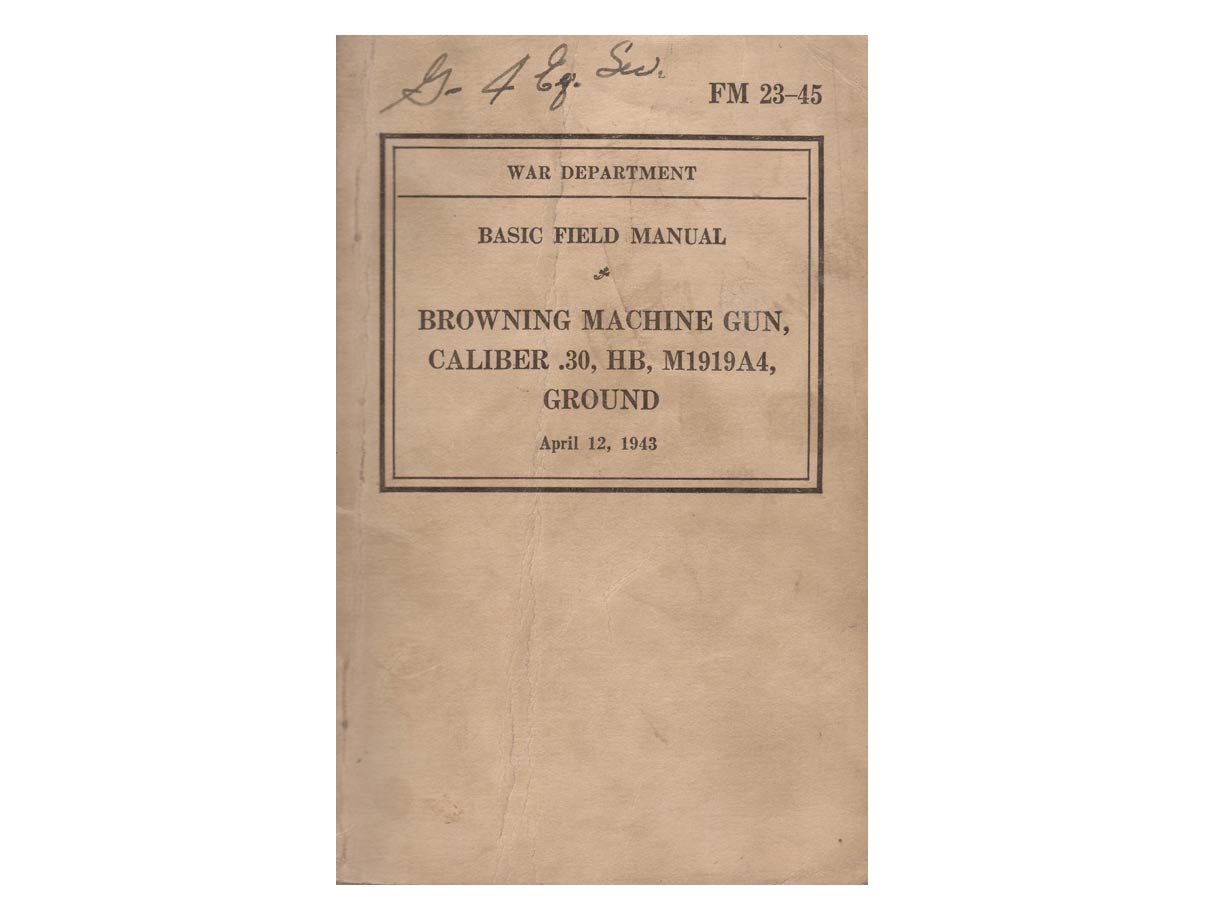 G-4 Eq. Sec.
FM 23–45
WAR DEPARTMENT
BASIC FIELD MANUAL
BROWNING MACHINE GUN,
CALIBER .30, HB, M1919A4,
GROUND
April 12, 1943